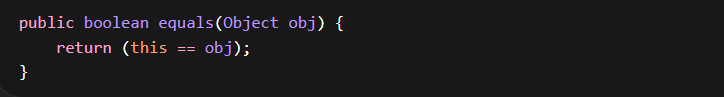 public boolean equals(Object obj) {
    return (this == obj);
}